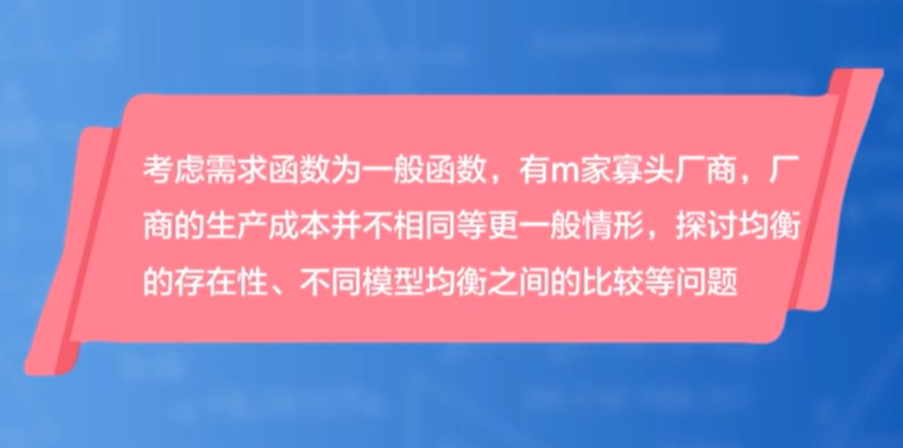 考虑需求函数为一般函数，有m家寡头厂商，厂
商的生产成本并不相同等更一般情形，探讨均衡
的存在性、不同模型均衡之间的比较等问题